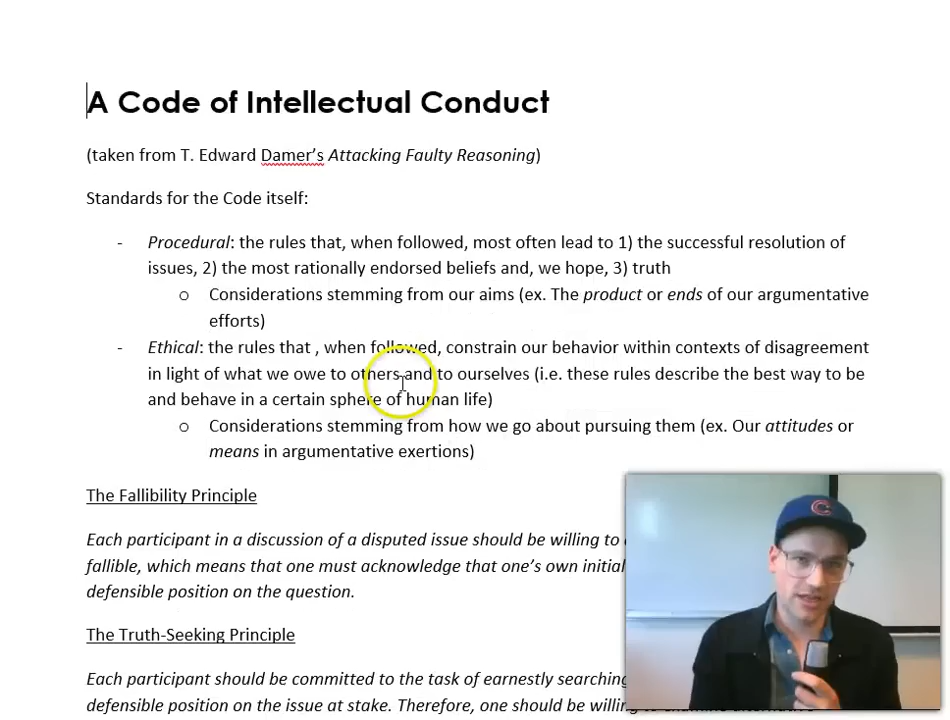 A Code of Intellectual Conduct
(taken from T. Edward Damer's Attacking Faulty Reasoning)
Standards for the Code itself:
- Procedural: the rules that, when followed, most often lead to 1) the successful resolution of
issues, 2) the most rationally endorsed beliefs and, we hope, 3) truth
o Considerations stemming from our aims (ex. The product or ends of our argumentative
efforts)
- Ethical: the rules that , when followed, constrain our behavior within contexts of disagreement
in light of what we owe to others and to ourselves (i.e. these rules describe the best way to be
and behave in a certain sphere of human life)
o Considerations stemming from how we go about pursuing them (ex. Our attitudes or
means in argumentative exertions)
The Fallibility Principle
Each participant in a discussion of a disputed issue should be willing to
fallible, which means that one must acknowledge that one's own initial
defensible position on the question.
The Truth-Seeking Principle
Each participant should be committed to the task of earnestly searching
defensible position on the issue at stake. Therefore, one should be willing
C